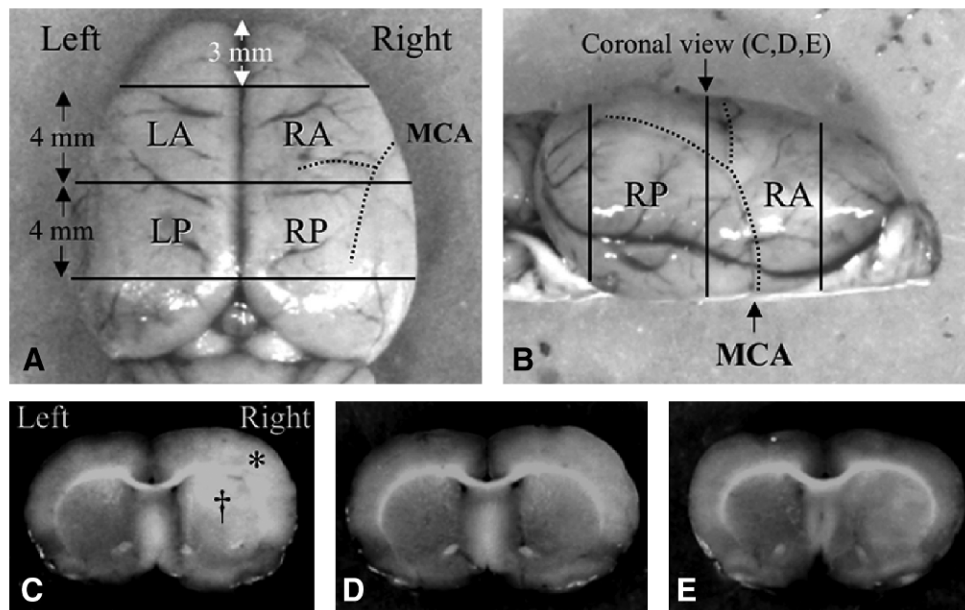 Left
Right
3 mm
4 mm
LA
RA
MCA
4 mm
LP
RP
A
Coronal view (C,D,E)
RP
RA
B
MCA
Left
Right
*
†
C
D
E